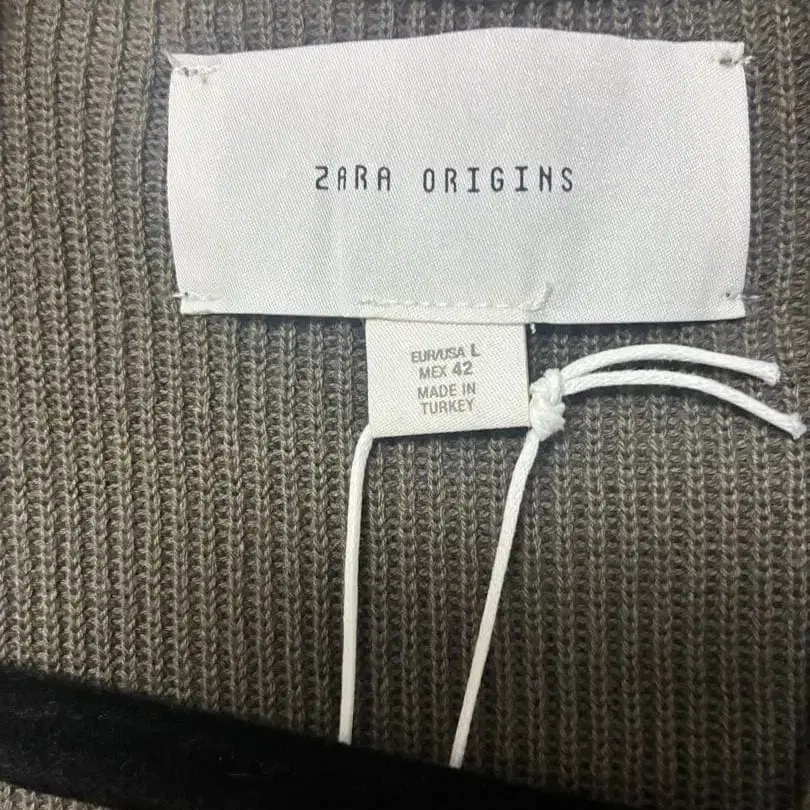 ZARA ORIGINS
EUR/USA L
MEX 42
MADE IN
TURKEY